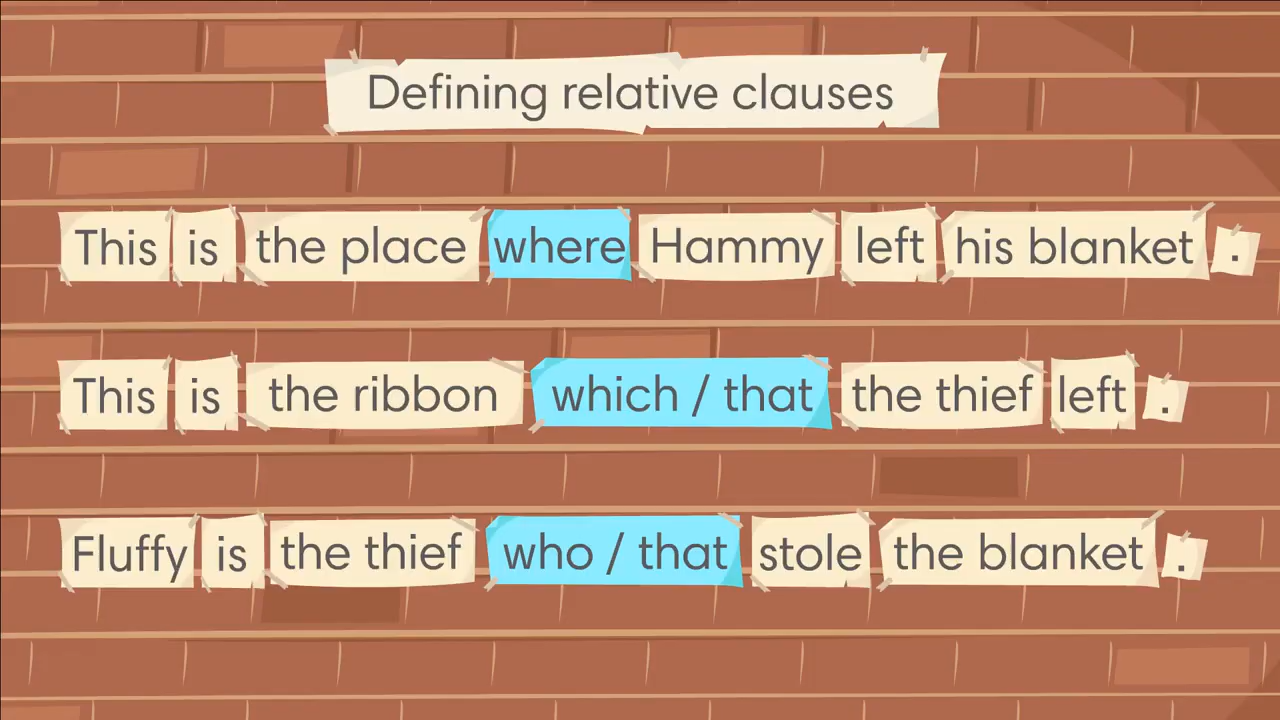 Defining relative clauses
This is the place where Hammy left his blanket .
This is the ribbon which / that the thief left .
Fluffy is the thief who / that stole the blanket .